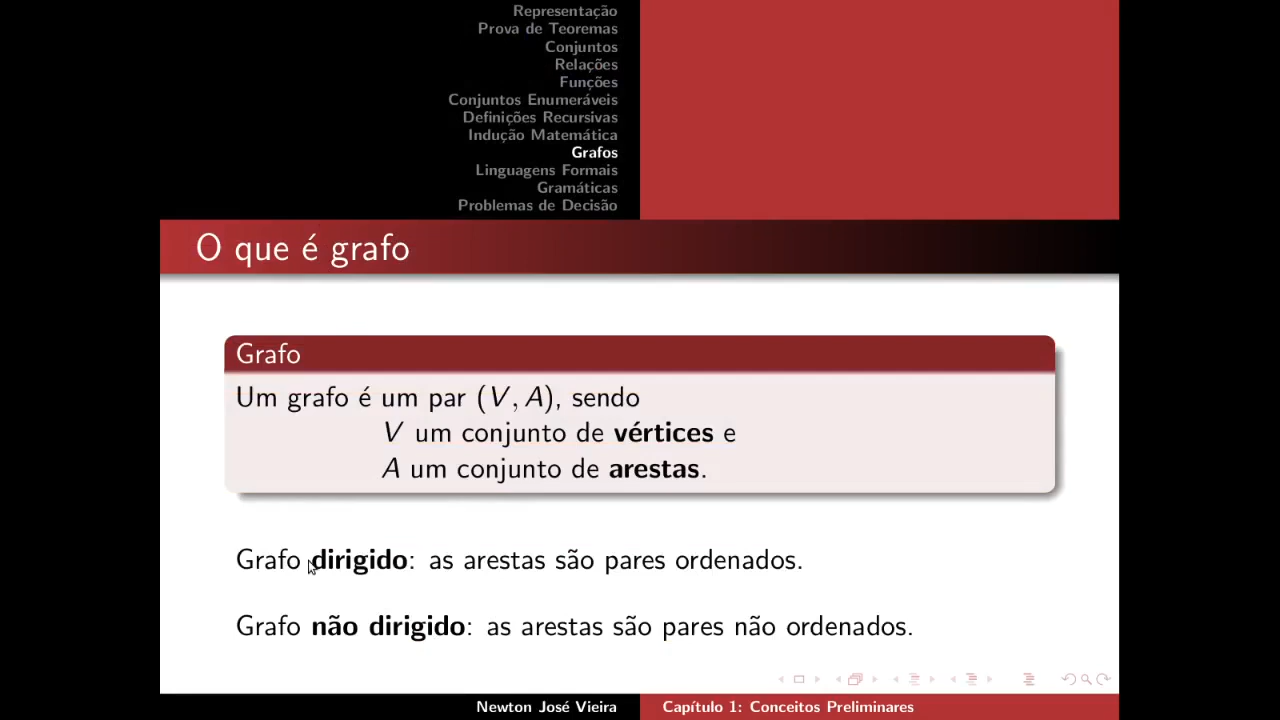 Representação
Prova de Teoremas
Conjuntos
Relações
Funções
Conjuntos Enumeráveis
Definições Recursivas
Indução Matemática
Grafos
Linguagens Formais
Gramáticas
Problemas de Decisão
O que é grafo
Grafo
Um grafo é um par (V, A), sendo
V um conjunto de vértices e
A um conjunto de arestas.
Grafo dirigido: as arestas são pares ordenados.
Grafo não dirigido: as arestas são pares não ordenados.
Newton José Vieira
Capítulo 1: Conceitos Preliminares